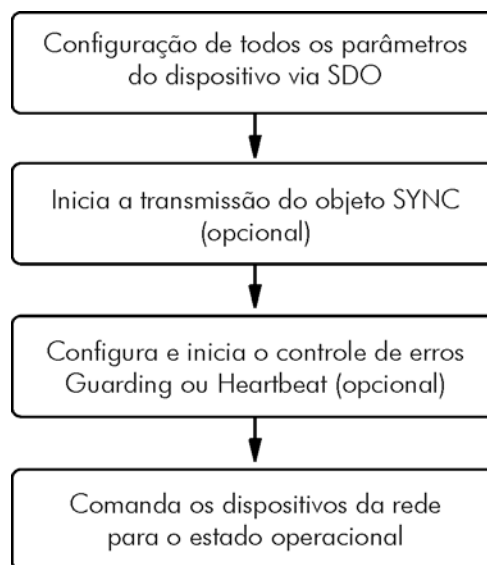 Configuração de todos os parâmetros
do dispositivo via SDO
Inicia a transmissão do objeto SYNC
(opcional)
Configura e inicia o controle de erros
Guarding ou Heartbeat (opcional)
Comanda os dispositivos da rede
para o estado operacional